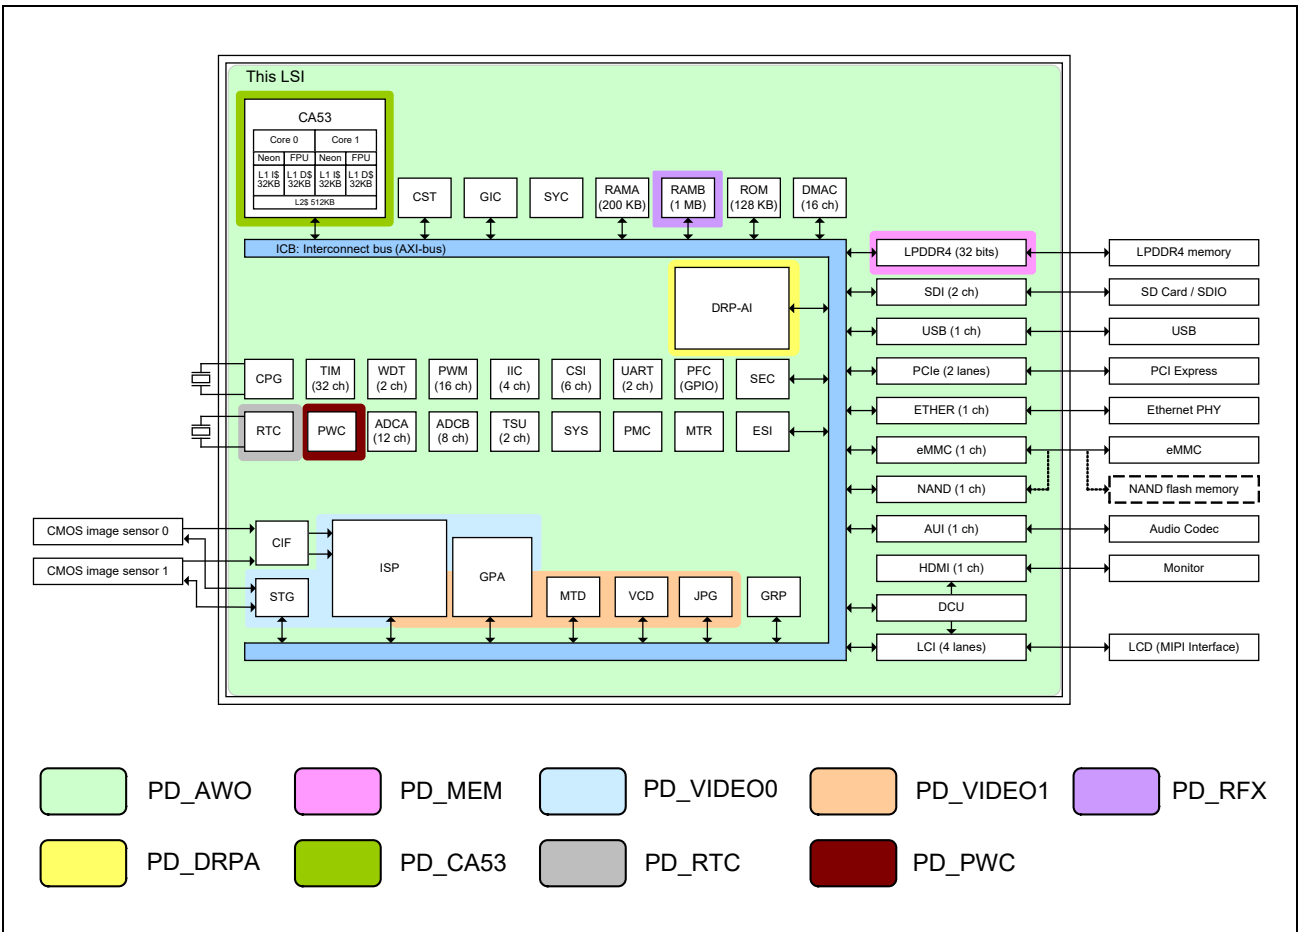 This LSI
CA53
Core 0
Core 1
Neon
FPU
Neon
FPU
L1 I$
32KB
L1 D$
32KB
L1 I$
32KB
L1 D$
32KB
L2$ 512KB
CST
GIC
SYC
RAMA
(200 KB)
RAMB
(1 MB)
ROM
(128 KB)
DMAC
(16 ch)
ICB: Interconnect bus (AXI-bus)
LPDDR4 (32 bits)
LPDDR4 memory
SDI (2 ch)
SD Card / SDIO
DRP-AI
USB (1 ch)
USB
CPG
TIM
(32 ch)
WDT
(2 ch)
PWM
(16 ch)
IIC
(4 ch)
CSI
(6 ch)
UART
(2 ch)
PFC
(GPIO)
SEC
PCIe (2 lanes)
PCI Express
ETHER (1 ch)
Ethernet PHY
RTC
PWC
ADCA
(12 ch)
ADCB
(8 ch)
TSU
(2 ch)
SYS
PMC
MTR
ESI
eMMC (1 ch)
eMMC
NAND (1 ch)
NAND flash memory
CMOS image sensor 0
CIF
AUI (1 ch)
Audio Codec
CMOS image sensor 1
ISP
GPA
HDMI (1 ch)
Monitor
STG
MTD
VCD
JPG
GRP
DCU
LCI (4 lanes)
LCD (MIPI Interface)
PD_AWO
PD_MEM
PD_VIDEO0
PD_VIDEO1
PD_RFX
PD_DRPA
PD_CA53
PD_RTC
PD_PWC